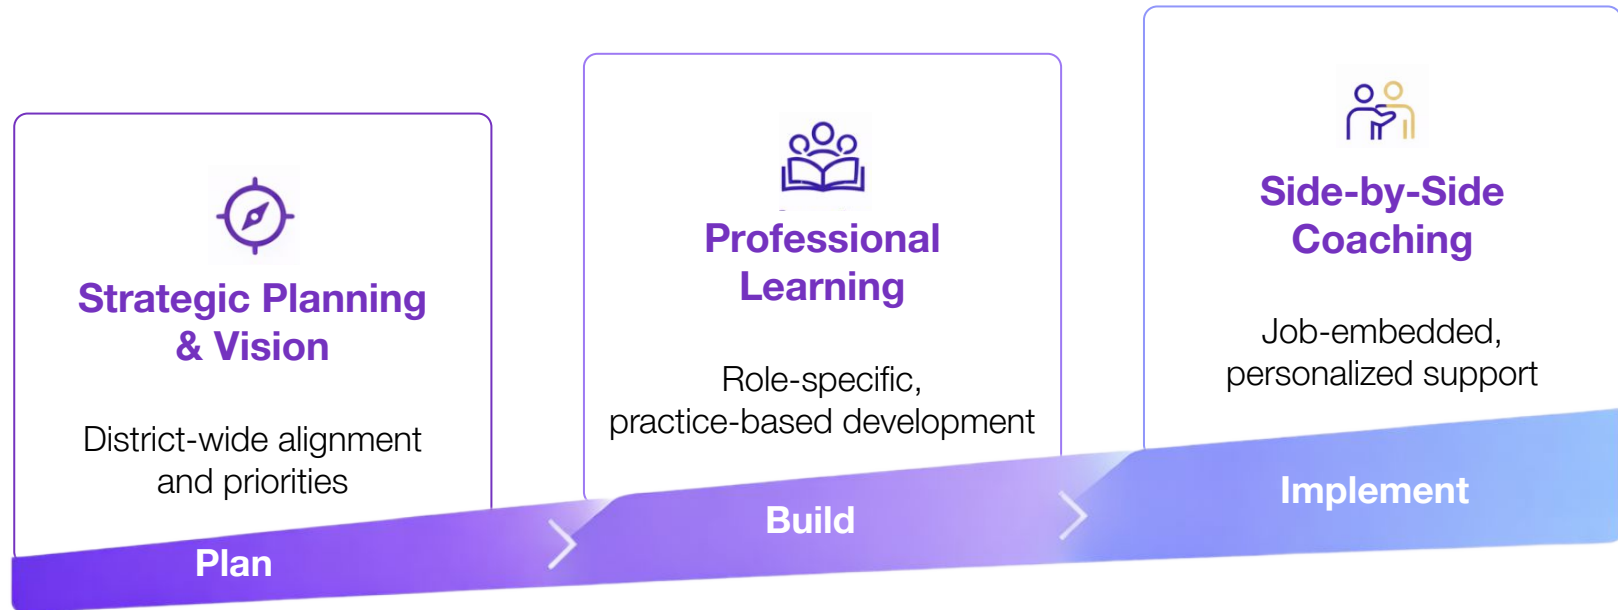 Strategic Planning
& Vision
District-wide alignment
and priorities
Plan
Professional
Learning
Role-specific,
practice-based development
Build
Side-by-Side
Coaching
Job-embedded,
personalized support
Implement